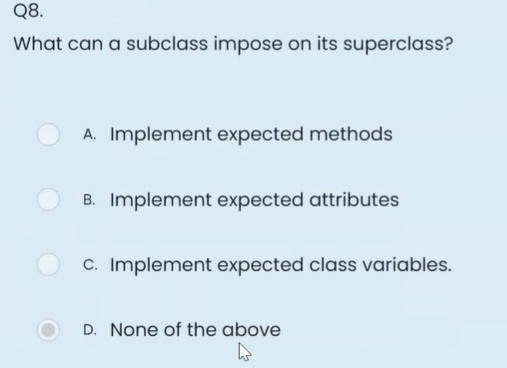 Q8.
What can a subclass impose on its superclass?
A. Implement expected methods
B. Implement expected attributes
C. Implement expected class variables.
D. None of the above